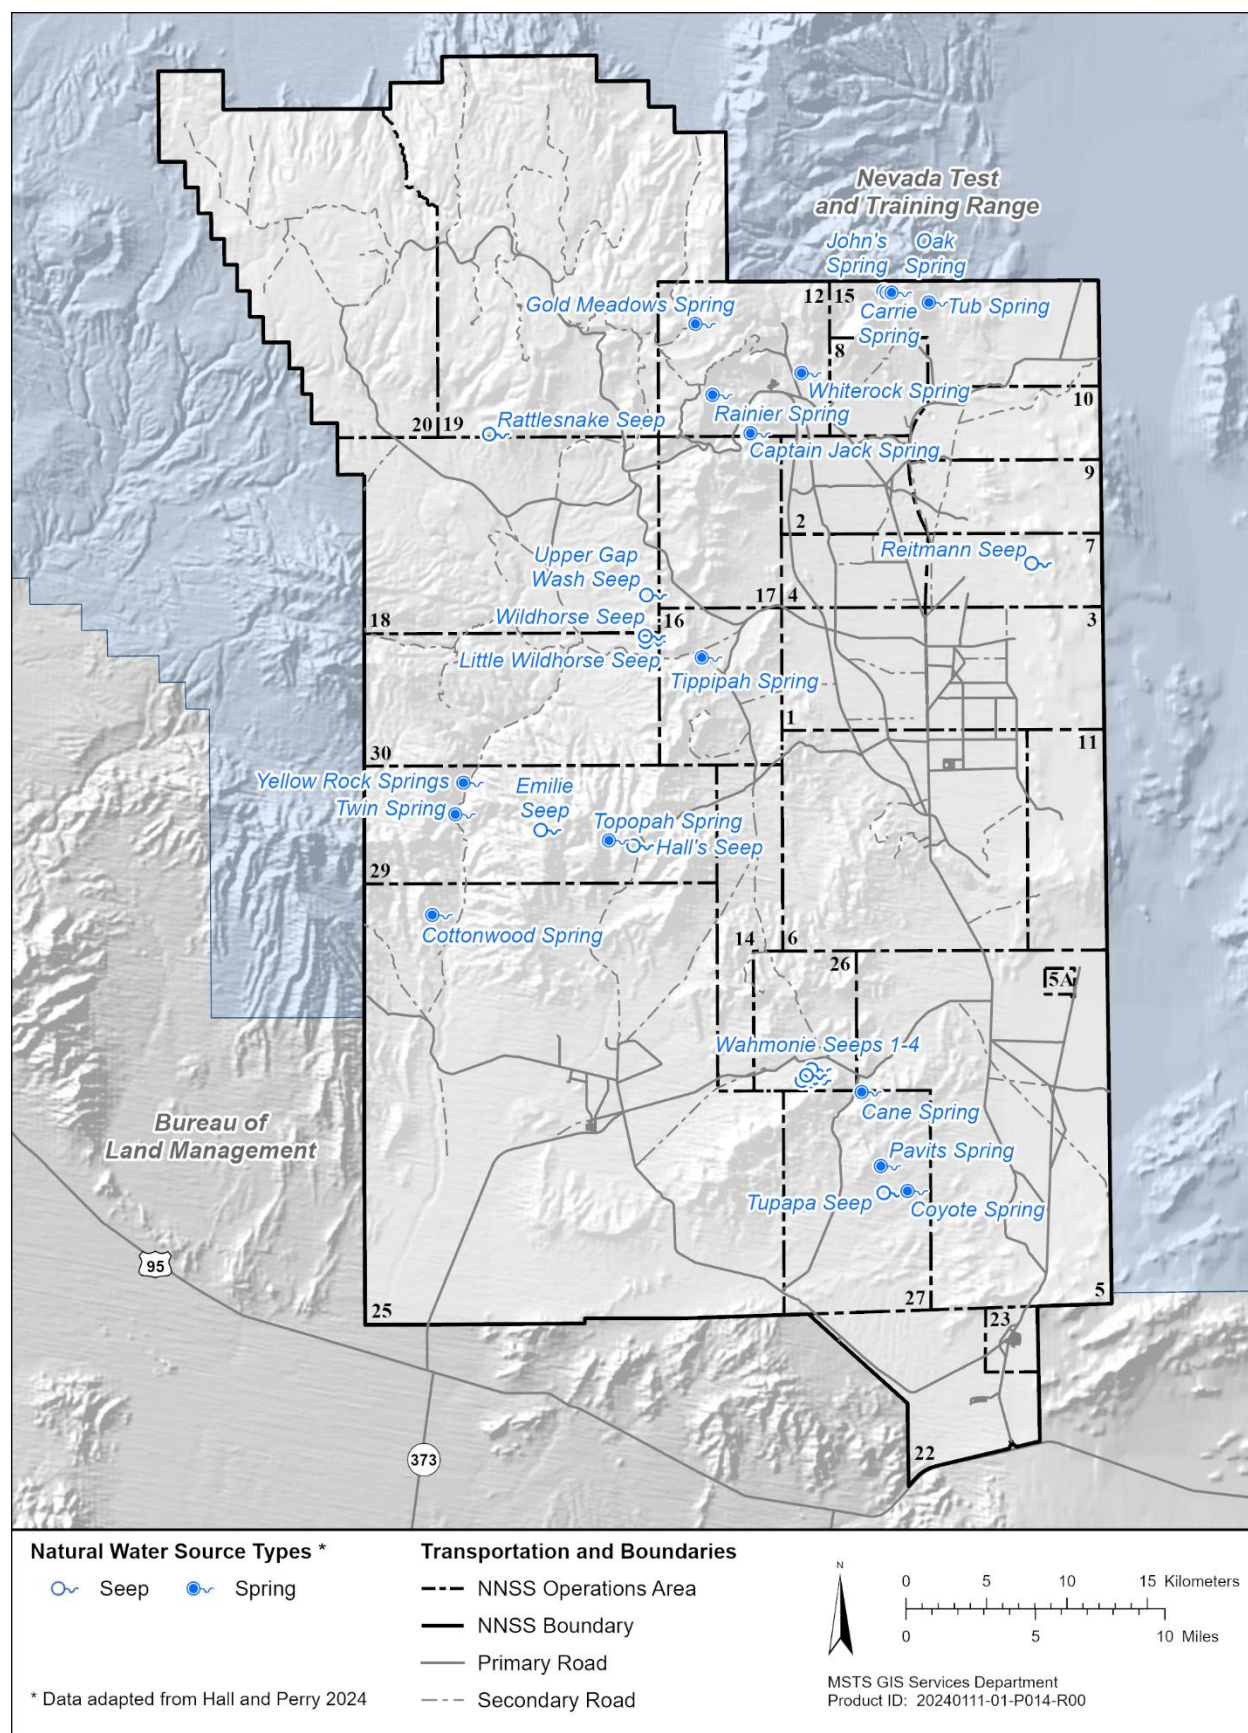 Nevada Test
and Training Range
John's
Spring
Oak
Spring
12
15
Gold Meadows Spring
Carrie
Spring
Tub Spring
8
Whiterock Spring
10
Rainier Spring
20
19
Rattlesnake Seep
Captain Jack Spring
9
2
7
Reitmann Seep
Upper Gap
Wash Seep
17
4
Wildhorse Seep
16
3
18
Little Wildhorse Seep
Tippipah Spring
1
11
30
Yellow Rock Springs
Emilie
Seep
Twin Spring
Topopah Spring
Hall's Seep
29
Cottonwood Spring
14
6
26
5A
Wahmonie Seeps 1-4
Bureau of
Land Management
Cane Spring
Pavits Spring
Tupapa Seep
Coyote Spring
95
25
27
5
23
373
22
Natural Water Source Types *
Seep
Spring
* Data adapted from Hall and Perry 2024
Transportation and Boundaries
NNSS Operations Area
NNSS Boundary
Primary Road
Secondary Road
N
0 5 10 15 Kilometers
0 5 10 Miles
MSTS GIS Services Department
Product ID: 20240111-01-P014-R00